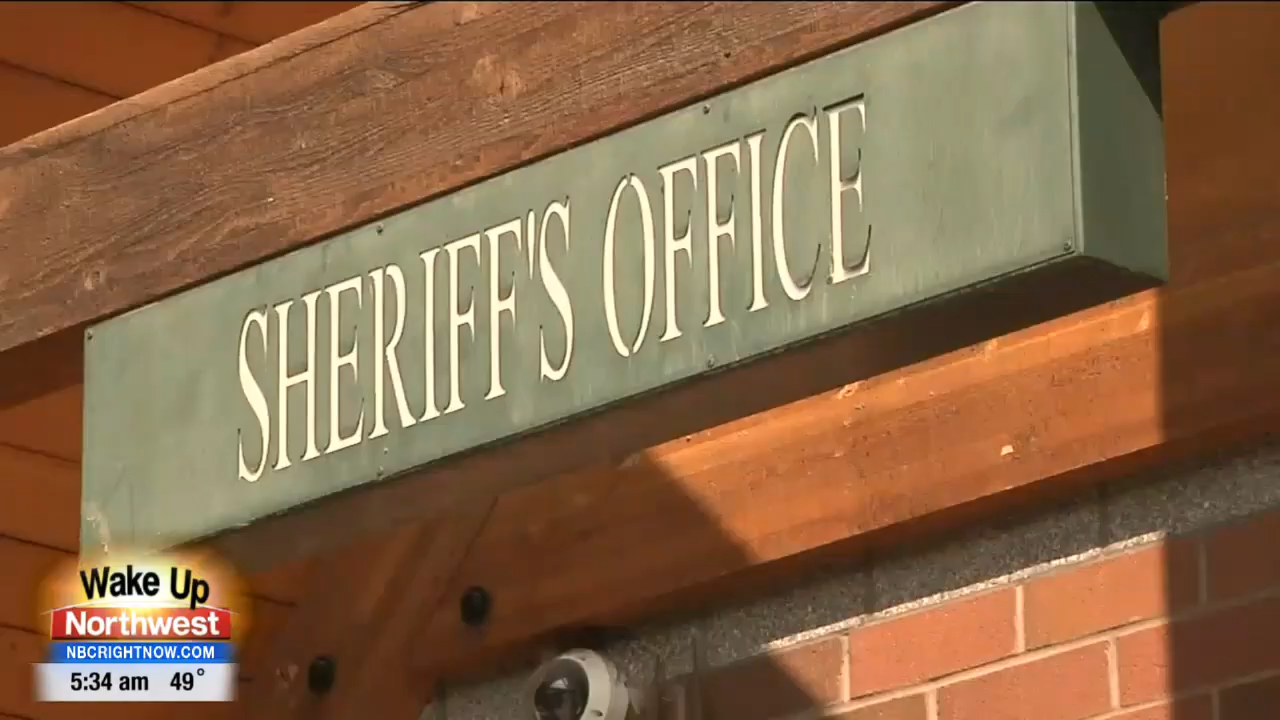 SHERIFF'S OFFICE
Wake Up
Northwest
NBCRIGHTNOW.COM
5:34 am 49°